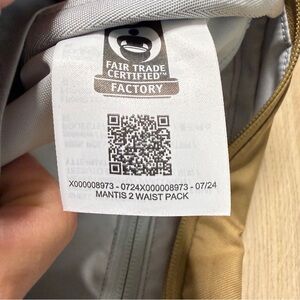 FAIR TRADE
CERTIFIED™
FACTORY
X000008973 - 0724X000008973 - 07/24
MANTIS 2 WAIST PACK